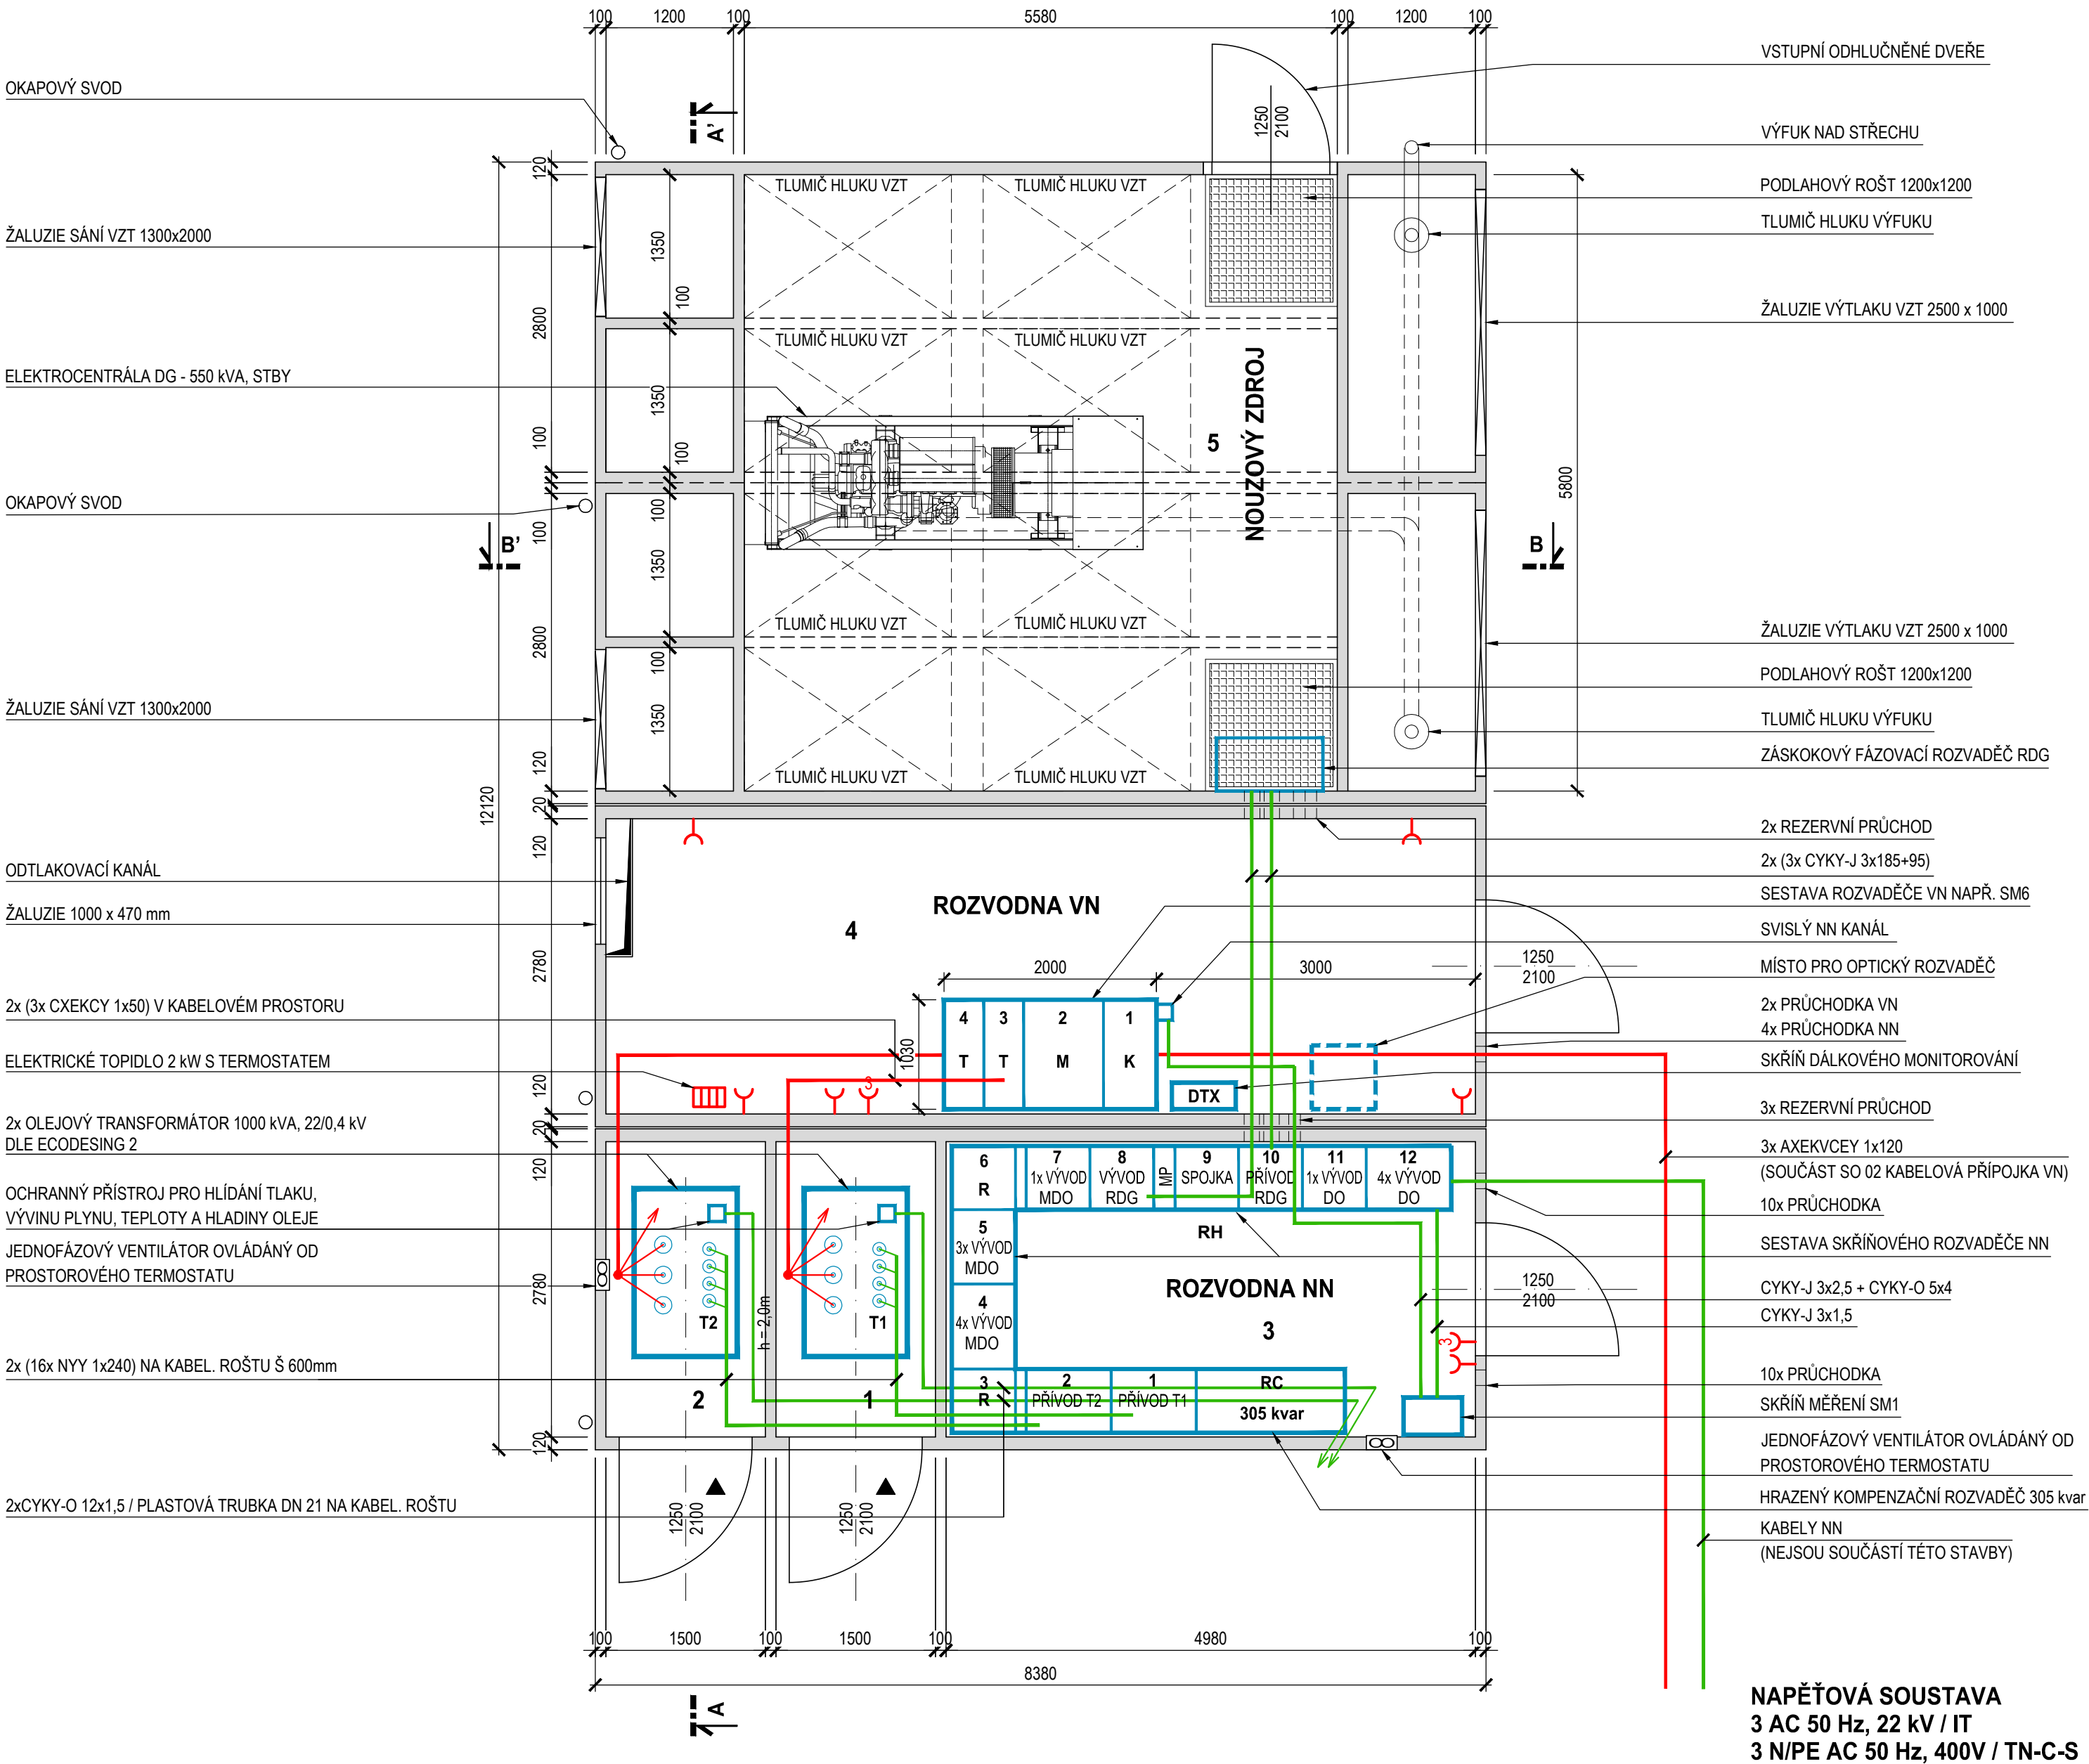 100 1200 100 5580 100 1200 100
VSTUPNÍ ODHLUČNĚNÉ DVEŘE
OKAPOVÝ SVOD
A'
1250
2100
VÝFUK NAD STŘECHU
120
TLUMIČ HLUKU VZT TLUMIČ HLUKU VZT
PODLAHOVÝ ROŠT 1200x1200
TLUMIČ HLUKU VÝFUKU
ŽALUZIE SÁNÍ VZT 1300x2000
1350
100
2800
ŽALUZIE VÝTLAKU VZT 2500 x 1000
TLUMIČ HLUKU VZT TLUMIČ HLUKU VZT
ELEKTROCENTRÁLA DG - 550 kVA, STBY
1350
100
100
5
NOUZOVÝ ZDROJ
5800
OKAPOVÝ SVOD
100
100
1350
B'
B
TLUMIČ HLUKU VZT TLUMIČ HLUKU VZT
ŽALUZIE VÝTLAKU VZT 2500 x 1000
2800
100
PODLAHOVÝ ROŠT 1200x1200
ŽALUZIE SÁNÍ VZT 1300x2000
1350
TLUMIČ HLUKU VÝFUKU
120
TLUMIČ HLUKU VZT TLUMIČ HLUKU VZT
ZÁSKOKOVÝ FÁZOVACÍ ROZVADĚČ RDG
12120
20
120
2x REZERVNÍ PRŮCHOD
2x (3x CYKY-J 3x185+95)
ODTLAKOVACÍ KANÁL
ROZVODNA VN
4
SESTAVA ROZVADĚČE VN NAPŘ. SM6
ŽALUZIE 1000 x 470 mm
SVISLÝ NN KANÁL
2780
2000 3000
1250
2100
MÍSTO PRO OPTICKÝ ROZVADĚČ
2x (3x CXEKCY 1x50) V KABELOVÉM PROSTORU
2x PRŮCHODKA VN
4x PRŮCHODKA NN
4 3 2 1
T T M K
1030
ELEKTRICKÉ TOPIDLO 2 kW S TERMOSTATEM
SKŘÍŇ DÁLKOVÉHO MONITOROVÁNÍ
120
3
DTX
3x REZERVNÍ PRŮCHOD
20
2x OLEJOVÝ TRANSFORMÁTOR 1000 kVA, 22/0,4 kV
DLE ECODESING 2
120
3x AXEKVCEY 1x120
(SOUČÁST SO 02 KABELOVÁ PŘÍPOJKA VN)
6
R
7
1x VÝVOD
MDO
8
VÝVOD
RDG
MP
9
SPOJKA
10
PŘÍVOD
RDG
11
1x VÝVOD
DO
12
4x VÝVOD
DO
OCHRANNÝ PŘÍSTROJ PRO HLÍDÁNÍ TLAKU,
VÝVINU PLYNU, TEPLOTY A HLADINY OLEJE
10x PRŮCHODKA
5
3x VÝVOD
MDO
RH
SESTAVA SKŘÍŇOVÉHO ROZVADĚČE NN
JEDNOFÁZOVÝ VENTILÁTOR OVLÁDÁNÝ OD
PROSTOROVÉHO TERMOSTATU
2780
ROZVODNA NN
3
1250
2100
CYKY-J 3x2,5 + CYKY-O 5x4
CYKY-J 3x1,5
4
4x VÝVOD
MDO
T2
h = 2,0m
T1
3
2x (16x NYY 1x240) NA KABEL. ROŠTU Š 600mm
10x PRŮCHODKA
2
1
3
R
2
PŘÍVOD T2
1
PŘÍVOD T1
RC
305 kvar
SKŘÍŇ MĚŘENÍ SM1
120
JEDNOFÁZOVÝ VENTILÁTOR OVLÁDÁNÝ OD
PROSTOROVÉHO TERMOSTATU
2xCYKY-O 12x1,5 / PLASTOVÁ TRUBKA DN 21 NA KABEL. ROŠTU
1250
2100
1250
2100
HRAZENÝ KOMPENZAČNÍ ROZVADĚČ 305 kvar
KABELY NN
(NEJSOU SOUČÁSTÍ TÉTO STAVBY)
100 1500 100 1500 100 4980 100
8380
A
NAPĚŤOVÁ SOUSTAVA
3 AC 50 Hz, 22 kV / IT
3 N/PE AC 50 Hz, 400V / TN-C-S